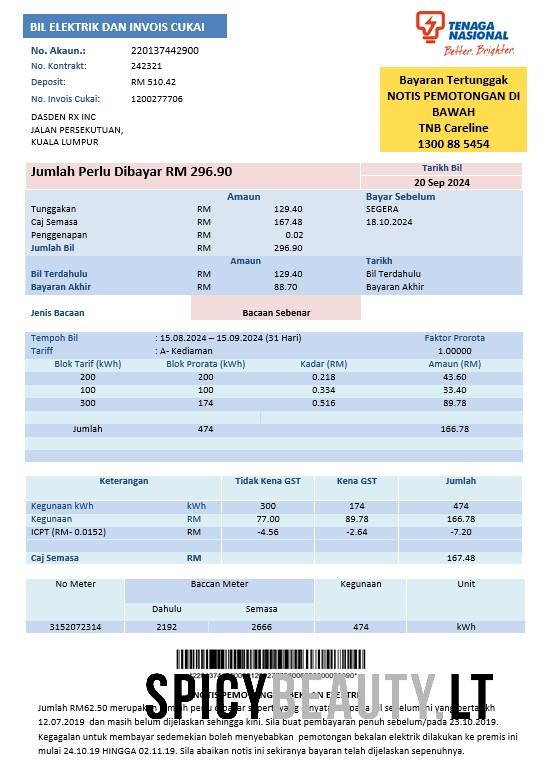 BIL ELEKTRIK DAN INVOIS CUKAI
TENAGA NASIONAL
Better. Brighter.
No. Akaun.: 220137442900
No. Kontrak: 242321
Deposit: RM 510.42
No. Invois Cukai: 1200277706
DASDEN RX INC
JALAN PERSEKUTUAN,
KUALA LUMPUR
Bayaran Tertunggak
NOTIS PEMOTONGAN DI
BAWAH
TNB Careline
1300 88 5454
Jumlah Perlu Dibayar RM 296.90
Tarikh Bil
20 Sep 2024
Amaun Bayar Sebelum
Tunggakan RM 129.40 SEGERA
Caj Semasa RM 167.48 18.10.2024
Penggenapan RM 0.02
Jumlah Bil RM 296.90
Amaun Tarikh
Bil Terdahulu RM 129.40 Bil Terdahulu
Bayaran Akhir RM 88.70 Bayaran Akhir
Jenis Bacaan Bacaan Sebenar
Tempoh Bil : 15.08.2024 – 15.09.2024 (31 Hari) Faktor Prorota
Tariff : A- Kediaman 1.00000
Blok Tarif (kWh) Blok Prorata (kWh) Kadar (RM) Amaun (RM)
200 200 0.218 43.60
100 100 0.334 33.40
300 174 0.516 89.78
Jumlah 474 166.78
Keterangan Tidak Kena GST Kena GST Jumlah
Kegunaan kWh kWh 300 174 474
Kegunaan RM 77.00 89.78 166.78
ICPT (RM- 0.0152) -4.56 -2.64 -7.20
Caj Semasa RM 167.48
No Meter Baccan Meter Kegunaan Unit
Dahulu Semasa
3152072314 2192 2666 474 kWh
SPICYBEAUTY.LT
Jumlah RM62.50 merupakan
12.07.2019 dan masih belum dijelaskan sehingga kini. Sila buat pembayaran penuh sebelum/pada 23.10.2019.
Kegagalan untuk membayar sedemikian boleh menyebabkan pemotongan bekalan elektrik dilakukan ke premis ini
mulai 24.10.19 HINGGA 02.11.19. Sila abaikan notis ini sekiranya bayaran telah dijelaskan sepenuhnya.